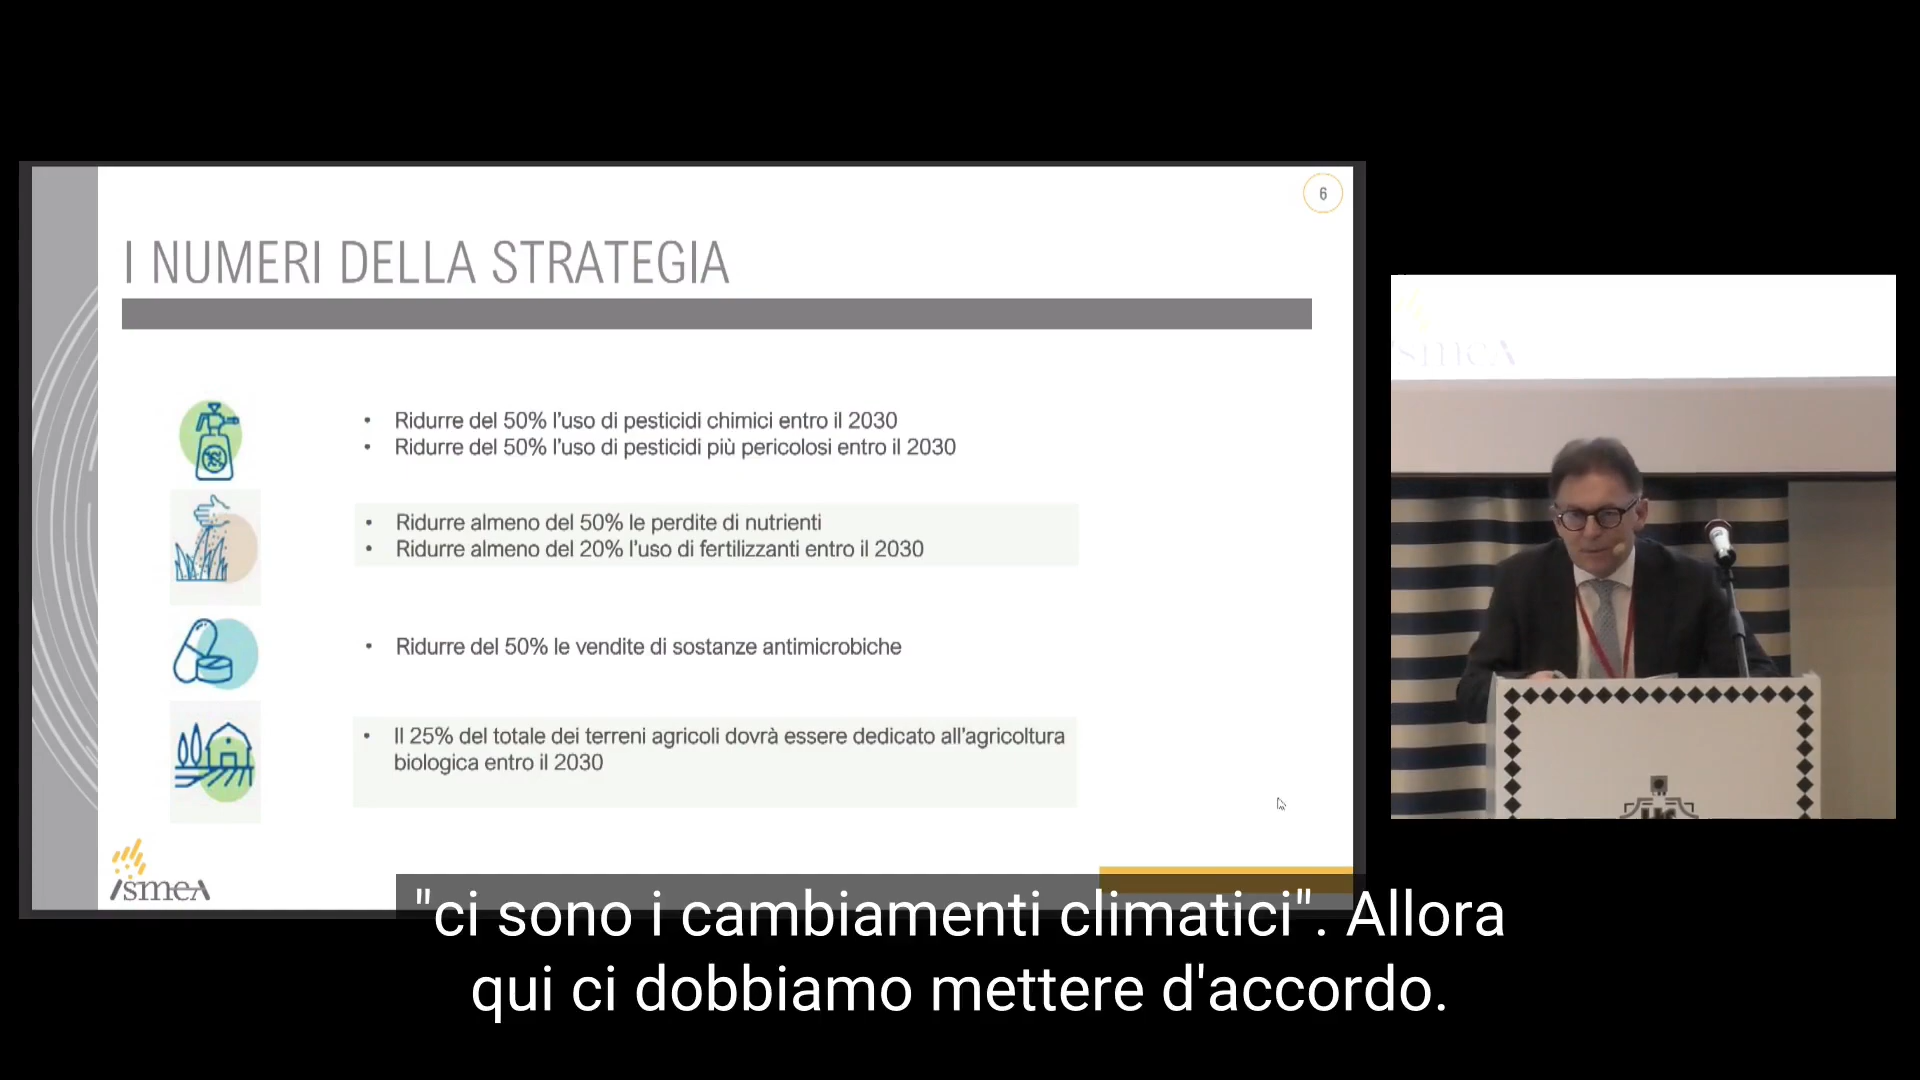 6
I NUMERI DELLA STRATEGIA
• Ridurre del 50% l'uso di pesticidi chimici entro il 2030
• Ridurre del 50% l'uso di pesticidi più pericolosi entro il 2030
• Ridurre almeno del 50% le perdite di nutrienti
• Ridurre almeno del 20% l'uso di fertilizzanti entro il 2030
• Ridurre del 50% le vendite di sostanze antimicrobiche
• Il 25% del totale dei terreni agricoli dovrà essere dedicato all'agricoltura
biologica entro il 2030
ismea
ismea
"ci sono i cambiamenti climatici". Allora
qui ci dobbiamo mettere d'accordo.